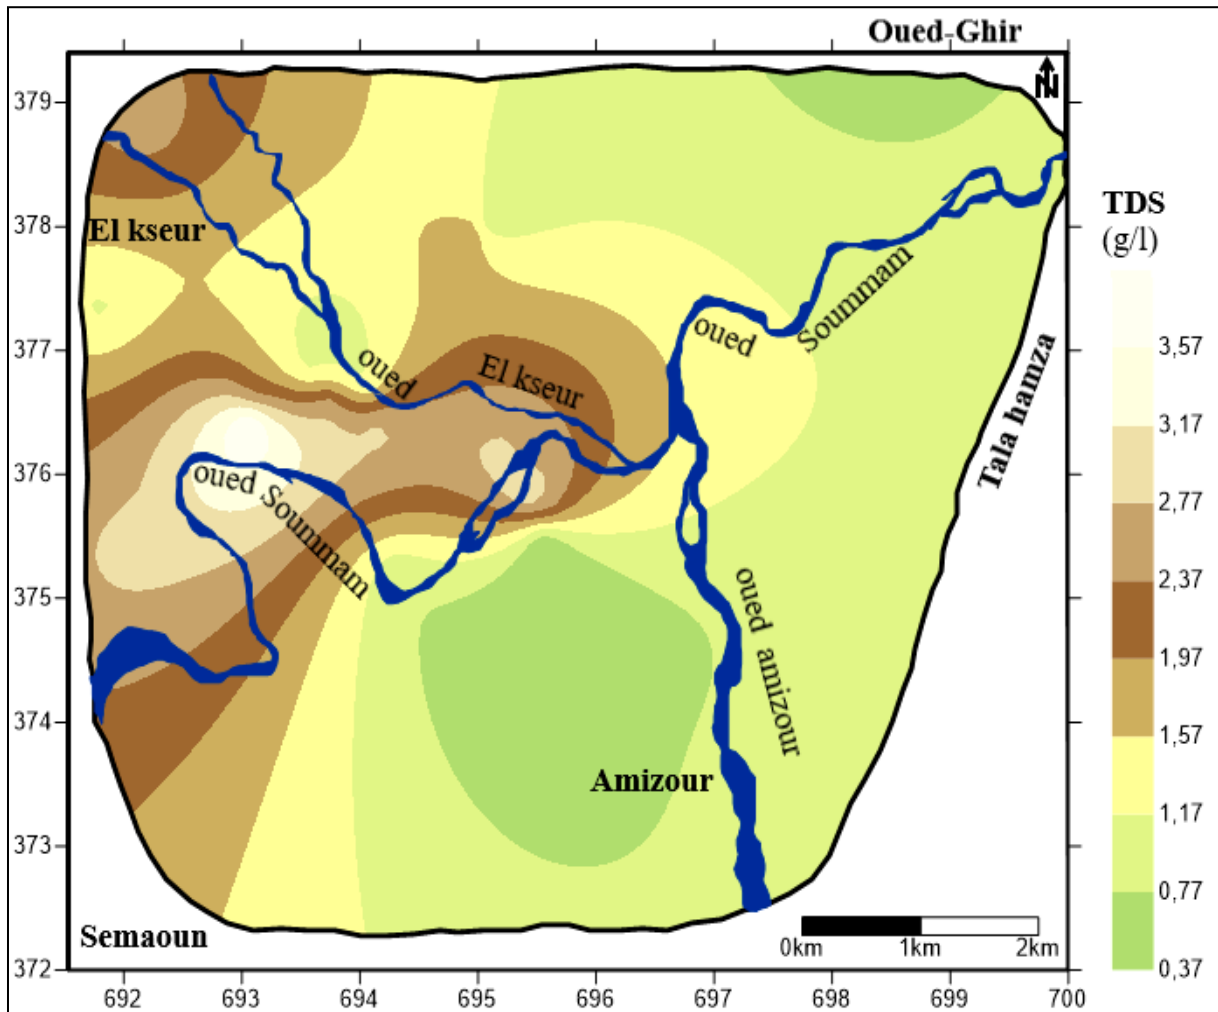 Oued-Ghir
N
379
378
377
376
375
374
373
372
El kseur
oued
El kseur
oued
Soummam
oued
Soummam
oued amizour
Tala hamza
Amizour
Semaoun
0km
1km
2km
692
693
694
695
696
697
698
699
700
TDS
(g/l)
3,57
3,17
2,77
2,37
1,97
1,57
1,17
0,77
0,37